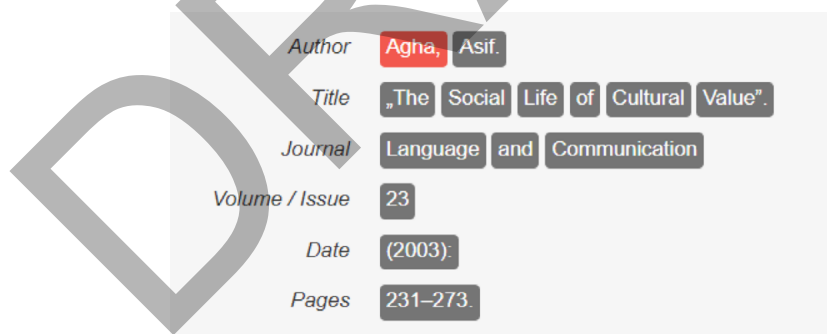 Author Agha, Asif.
Title „The Social Life of Cultural Value”.
Journal Language and Communication
Volume / Issue 23
Date (2003):
Pages 231–273.